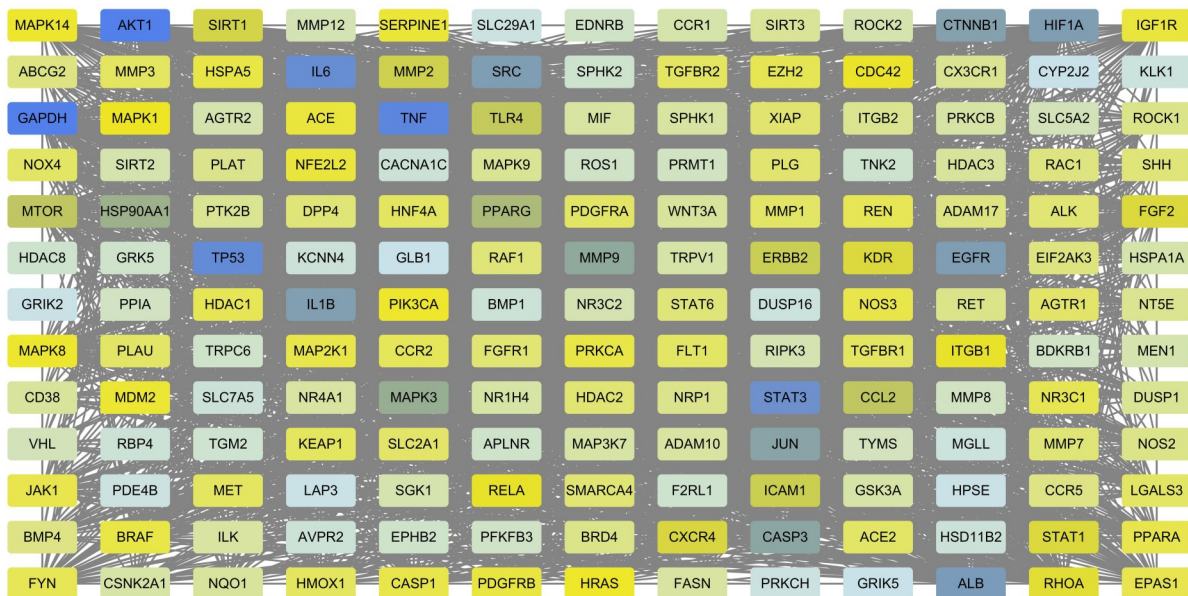 MAPK14 AKT1 SIRT1 MMP12 SERPINE1 SLC29A1 EDNRB CCR1 SIRT3 ROCK2 CTNNB1 HIF1A IGF1R
ABCG2 MMP3 HSPA5 IL6 MMP2 SRC SPHK2 TGFBR2 EZH2 CDC42 CX3CR1 CYP2J2 KLK1
GAPDH MAPK1 AGTR2 ACE TNF TLR4 MIF SPHK1 XIAP ITGB2 PRKCB SLC5A2 ROCK1
NOX4 SIRT2 PLAT NFE2L2 CACNA1C MAPK9 ROS1 PRMT1 PLG TNK2 HDAC3 RAC1 SHH
MTOR HSP90AA1 PTK2B DPP4 HNF4A PPARG PDGFRA WNT3A MMP1 REN ADAM17 ALK FGF2
HDAC8 GRK5 TP53 KCNN4 GLB1 RAF1 MMP9 TRPV1 ERBB2 KDR EGFR EIF2AK3 HSPA1A
GRIK2 PPIA HDAC1 IL1B PIK3CA BMP1 NR3C2 STAT6 DUSP16 NOS3 RET AGTR1 NT5E
MAPK8 PLAU TRPC6 MAP2K1 CCR2 FGFR1 PRKCA FLT1 RIPK3 TGFBR1 ITGB1 BDKRB1 MEN1
CD38 MDM2 SLC7A5 NR4A1 MAPK3 NR1H4 HDAC2 NRP1 STAT3 CCL2 MMP8 NR3C1 DUSP1
VHL RBP4 TGM2 KEAP1 SLC2A1 APLNR MAP3K7 ADAM10 JUN TYMS MGLL MMP7 NOS2
JAK1 PDE4B MET LAP3 SGK1 RELA SMARCA4 F2RL1 ICAM1 GSK3A HPSE CCR5 LGALS3
BMP4 BRAF ILK AVPR2 EPHB2 PFKFB3 BRD4 CXCR4 CASP3 ACE2 HSD11B2 STAT1 PPARA
FYN CSNK2A1 NQO1 HMOX1 CASP1 PDGFRB HRAS FASN PRKCH GRIK5 ALB RHOA EPAS1